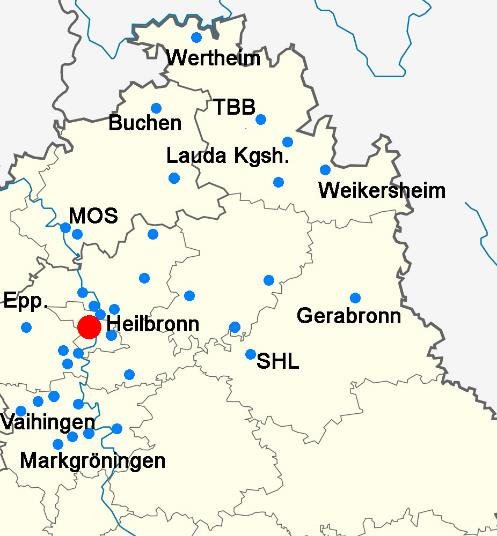 Wertheim
TBB
Buchen
Lauda Kgsh.
Weikersheim
MOS
Epp.
Heilbronn
Gerabronn
SHL
Vaihingen
Markgröningen